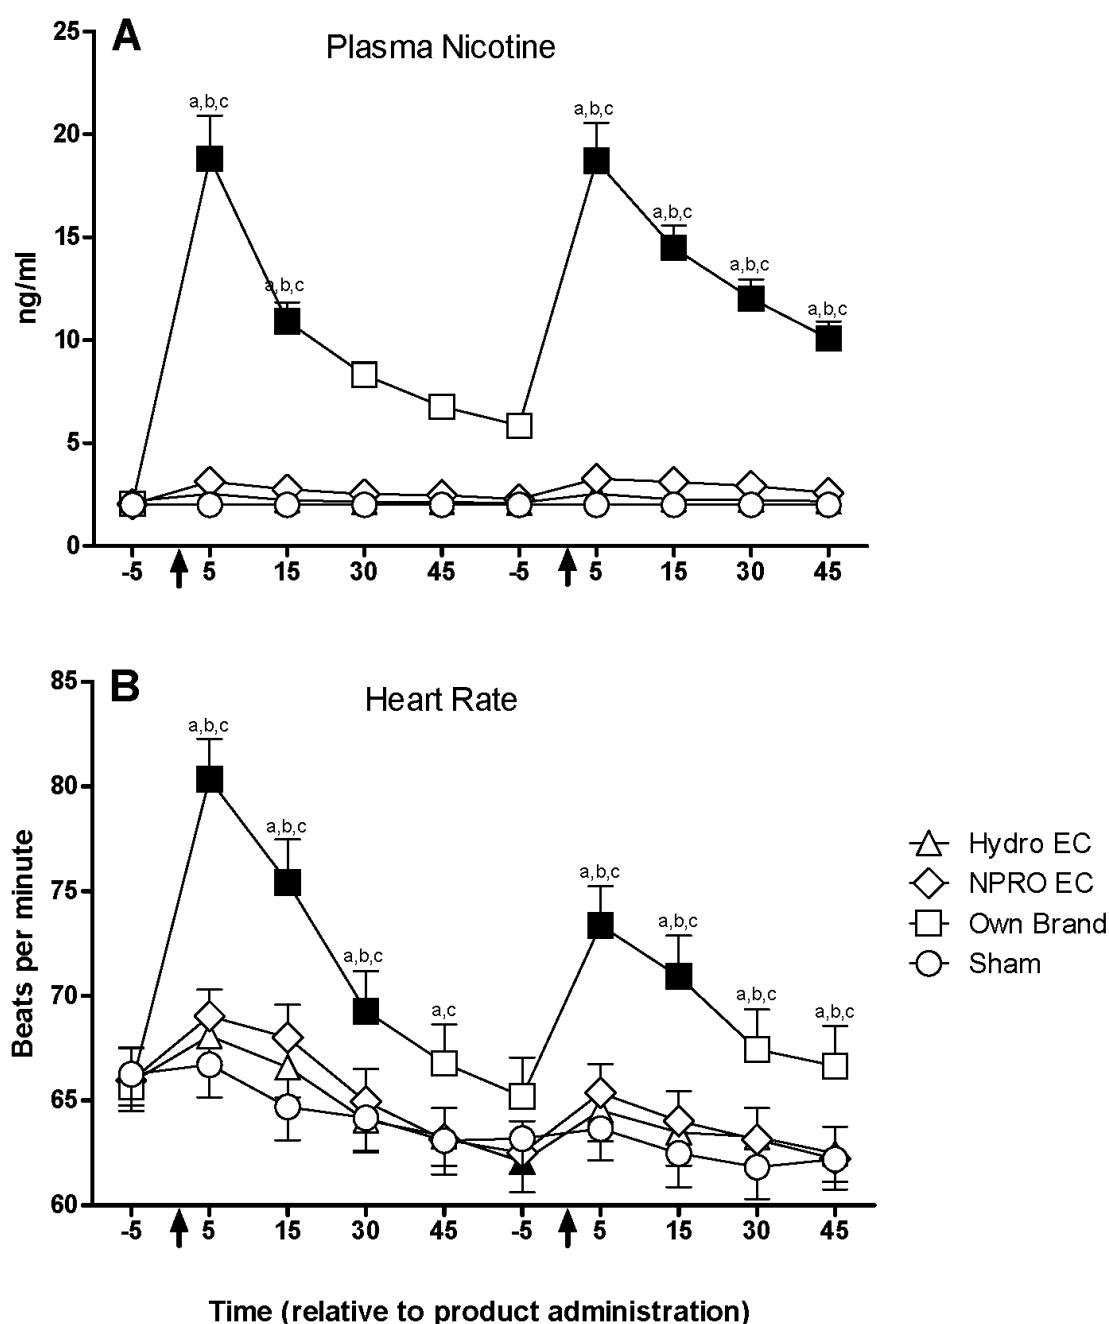 A
Plasma Nicotine
25
20
15
10
5
0
ng/ml
a,b,c
a,b,c
a,b,c
a,b,c
a,b,c
a,b,c
-5 5 15 30 45 -5 5 15 30 45
B
Heart Rate
85
80
75
70
65
60
Beats per minute
a,b,c
a,b,c
a,b,c
a,c
a,b,c
a,b,c
a,b,c
a,b,c
-5 5 15 30 45 -5 5 15 30 45
Hydro EC
NPRO EC
Own Brand
Sham
Time (relative to product administration)